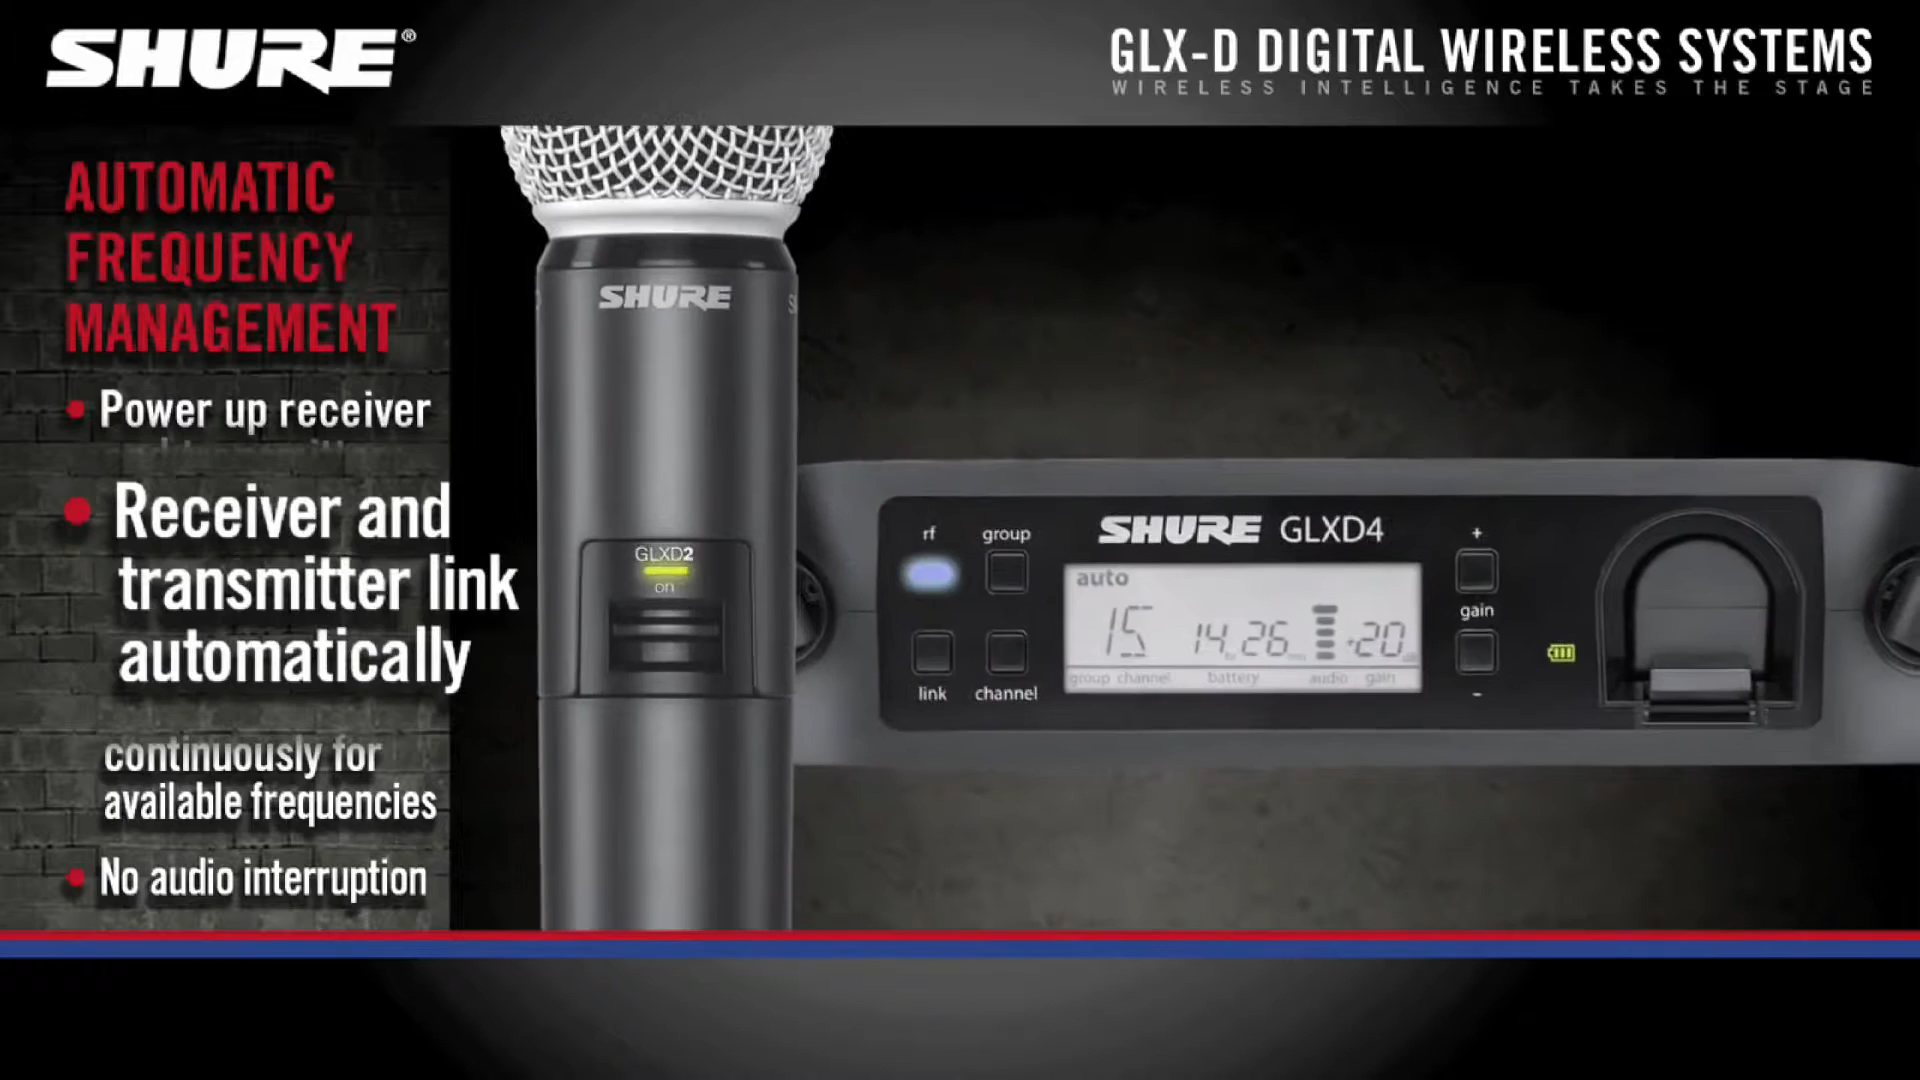 SHURE®
GLX-D DIGITAL WIRELESS SYSTEMS
WIRELESS INTELLIGENCE TAKES THE STAGE
AUTOMATIC
FREQUENCY
MANAGEMENT
• Power up receiver
• Receiver and
transmitter link
automatically
continuously for
available frequencies
• No audio interruption
SHURE
GLXD2
on
rf
group
SHURE GLXD4
+
auto
15
14 26
+20
gain
group channel
battery
audio
gain
link
channel
-